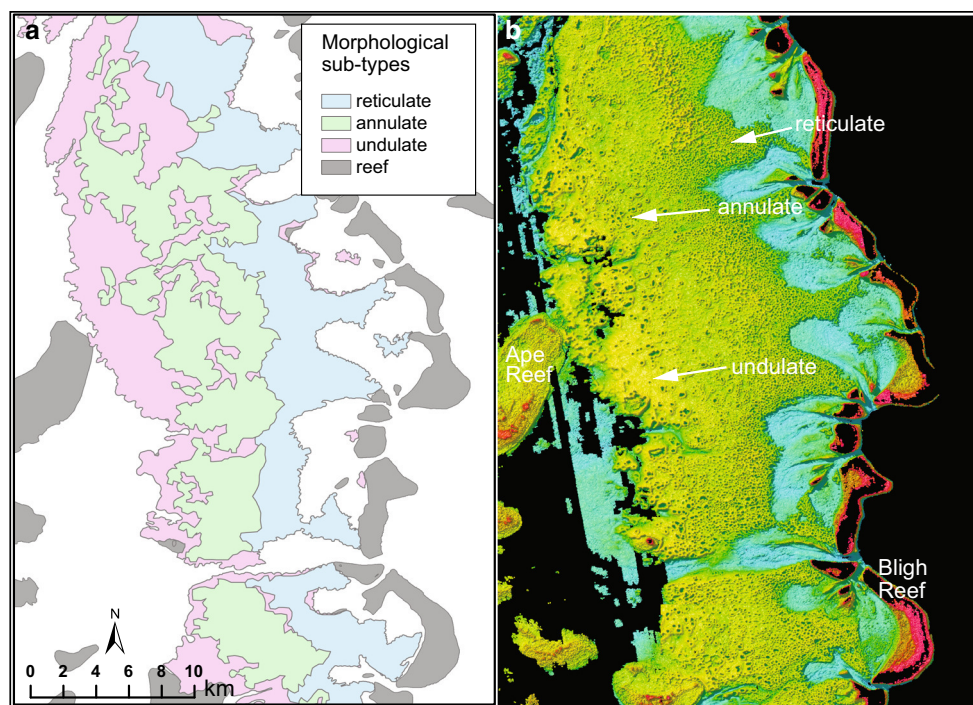 a
Morphological
sub-types
reticulate
annulate
undulate
reef
N
0 2 4 6 8 10
km
b
reticulate
annulate
undulate
Ape
Reef
Bligh
Reef